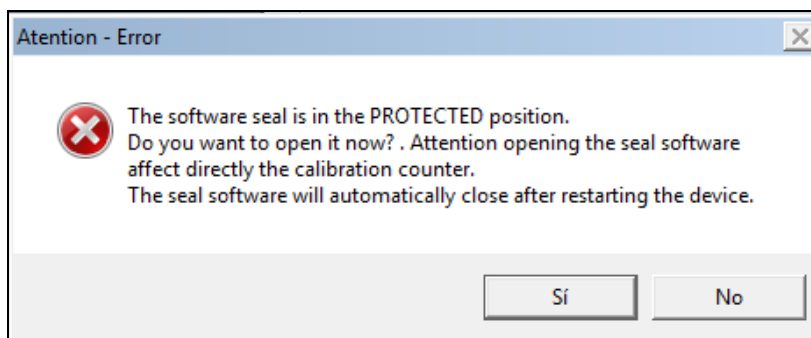 Atention - Error
The software seal is in the PROTECTED position.
Do you want to open it now? . Attention opening the seal software
affect directly the calibration counter.
The seal software will automatically close after restarting the device.
Sí
No